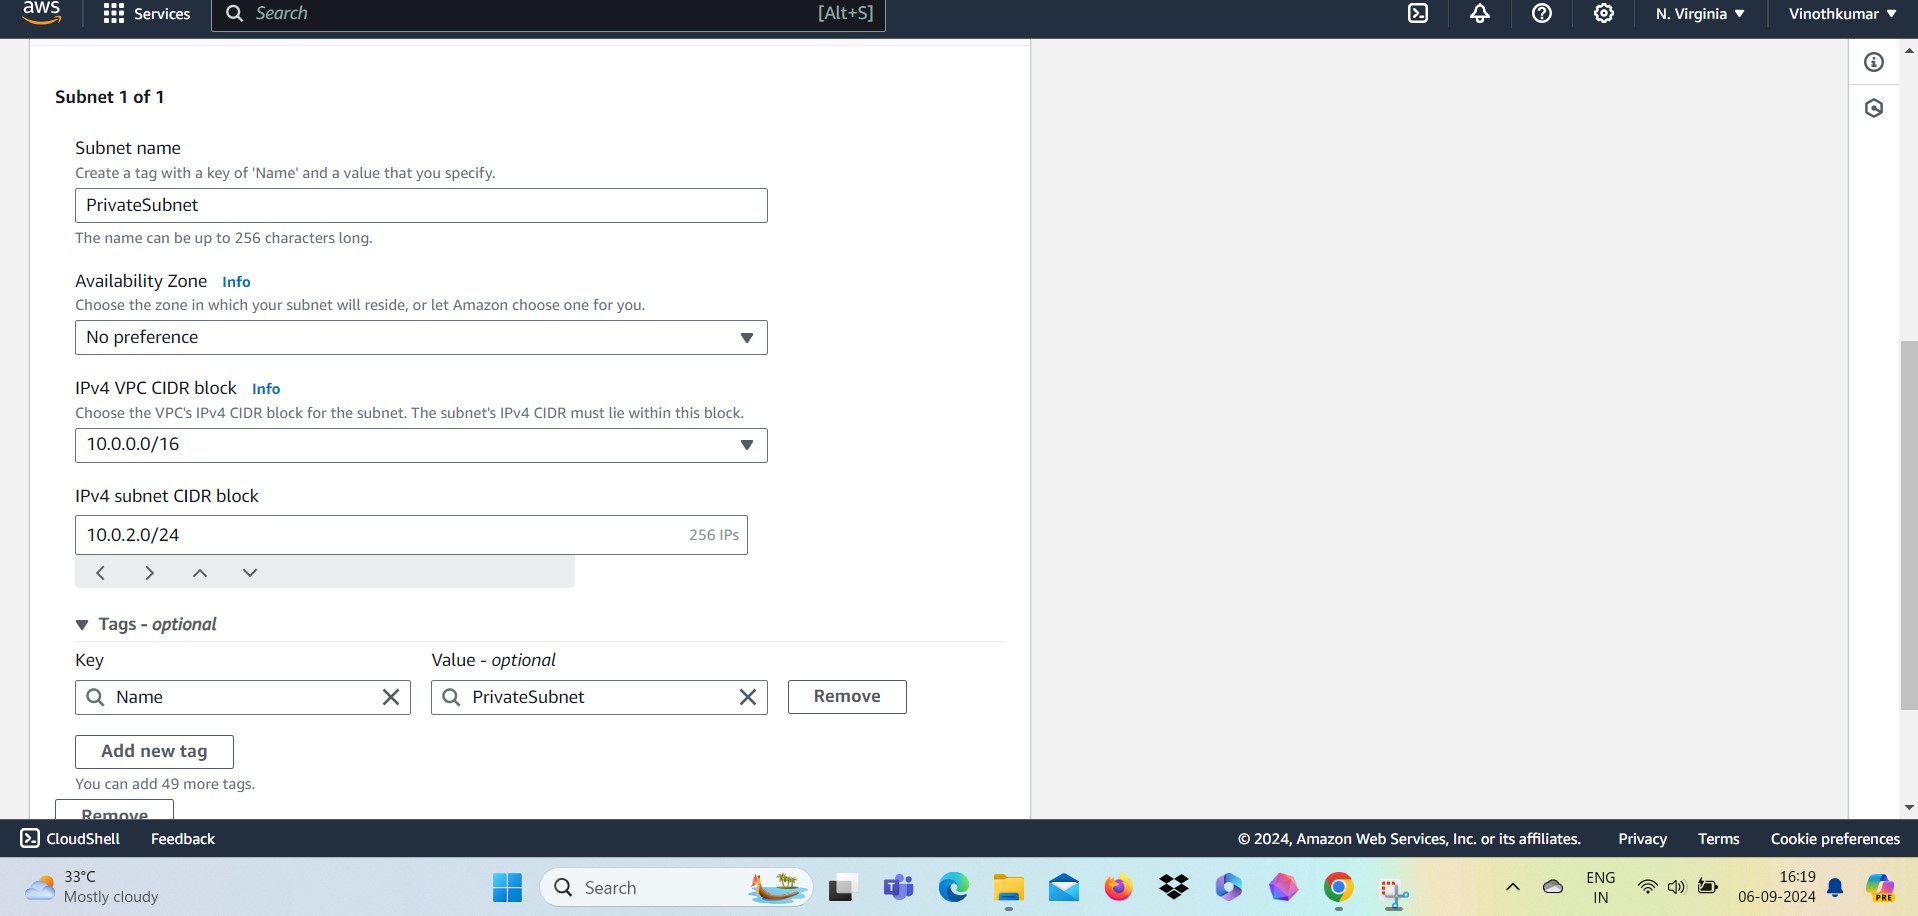 aws Services Search [Alt+S] N. Virginia ▼ Vinothkumar ▼
Subnet 1 of 1
Subnet name
Create a tag with a key of 'Name' and a value that you specify.
PrivateSubnet
The name can be up to 256 characters long.
Availability Zone Info
Choose the zone in which your subnet will reside, or let Amazon choose one for you.
No preference
IPv4 VPC CIDR block Info
Choose the VPC's IPv4 CIDR block for the subnet. The subnet's IPv4 CIDR must lie within this block.
10.0.0.0/16
IPv4 subnet CIDR block
10.0.2.0/24 256 IPs
Tags - optional
Key Value - optional
Name PrivateSubnet Remove
Add new tag
You can add 49 more tags.
Remove
CloudShell Feedback © 2024, Amazon Web Services, Inc. or its affiliates. Privacy Terms Cookie preferences
33°C
Mostly cloudy
Search
ENG
IN
16:19
06-09-2024
PRE